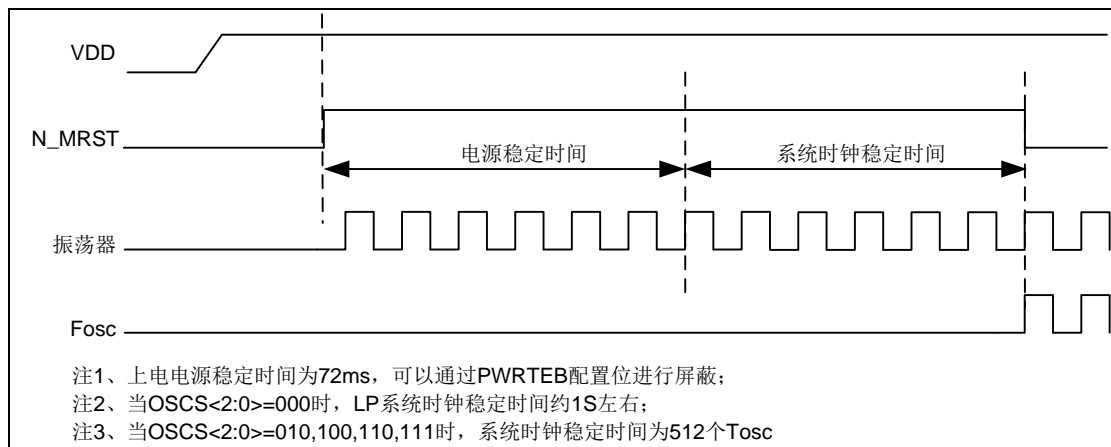 VDD
N_MRST
电源稳定时间
系统时钟稳定时间
振荡器
Fosc
注1、上电电源稳定时间为72ms，可以通过PWRTEB配置位进行屏蔽；
注2、当OSCS<2:0>=000时，LP系统时钟稳定时间约1S左右；
注3、当OSCS<2:0>=010,100,110,111时，系统时钟稳定时间为512个Tosc